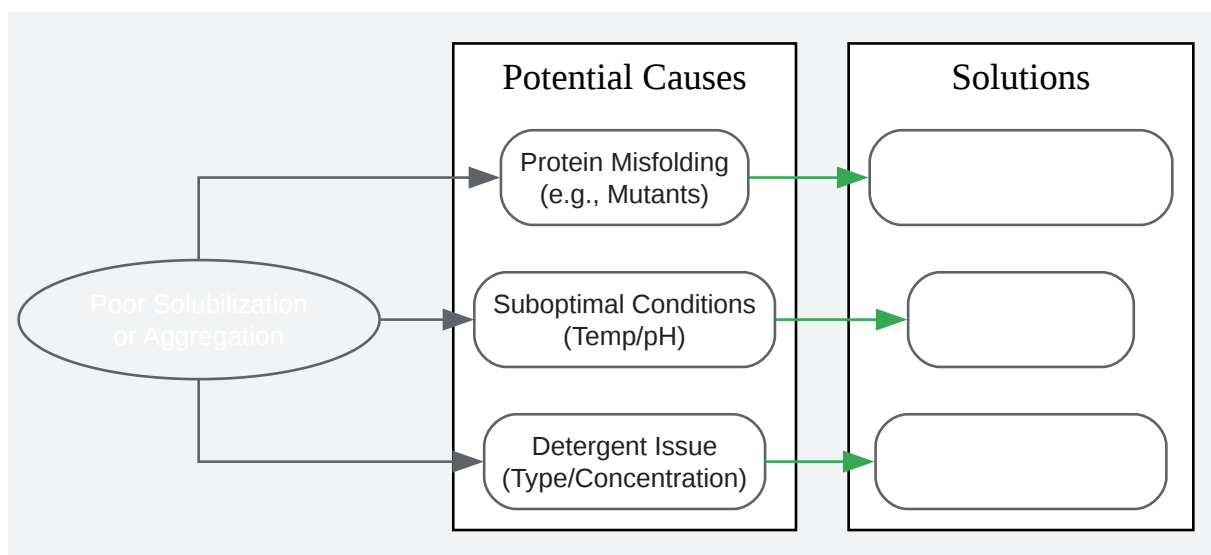 Potential Causes
Solutions
Protein Misfolding
(e.g., Mutants)
Poor Solubilization
or Aggregation
Suboptimal Conditions
(Temp/pH)
Detergent Issue
(Type/Concentration)